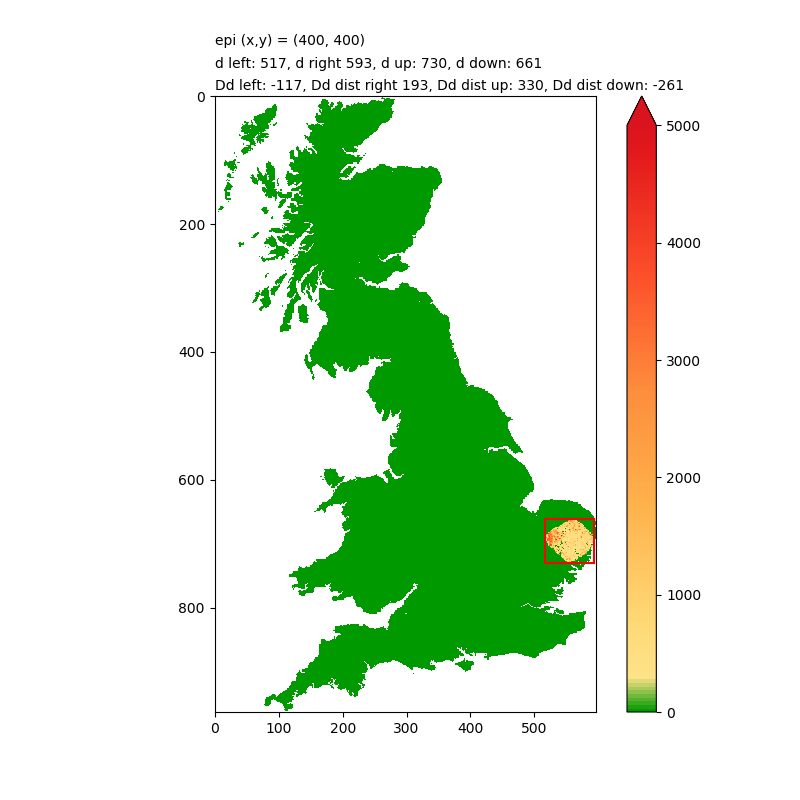 epi (x,y) = (400, 400)
d left: 517, d right 593, d up: 730, d down: 661
Dd left: -117, Dd dist right 193, Dd dist up: 330, Dd dist down: -261
0
200
400
600
800
0 100 200 300 400 500
5000
4000
3000
2000
1000
0